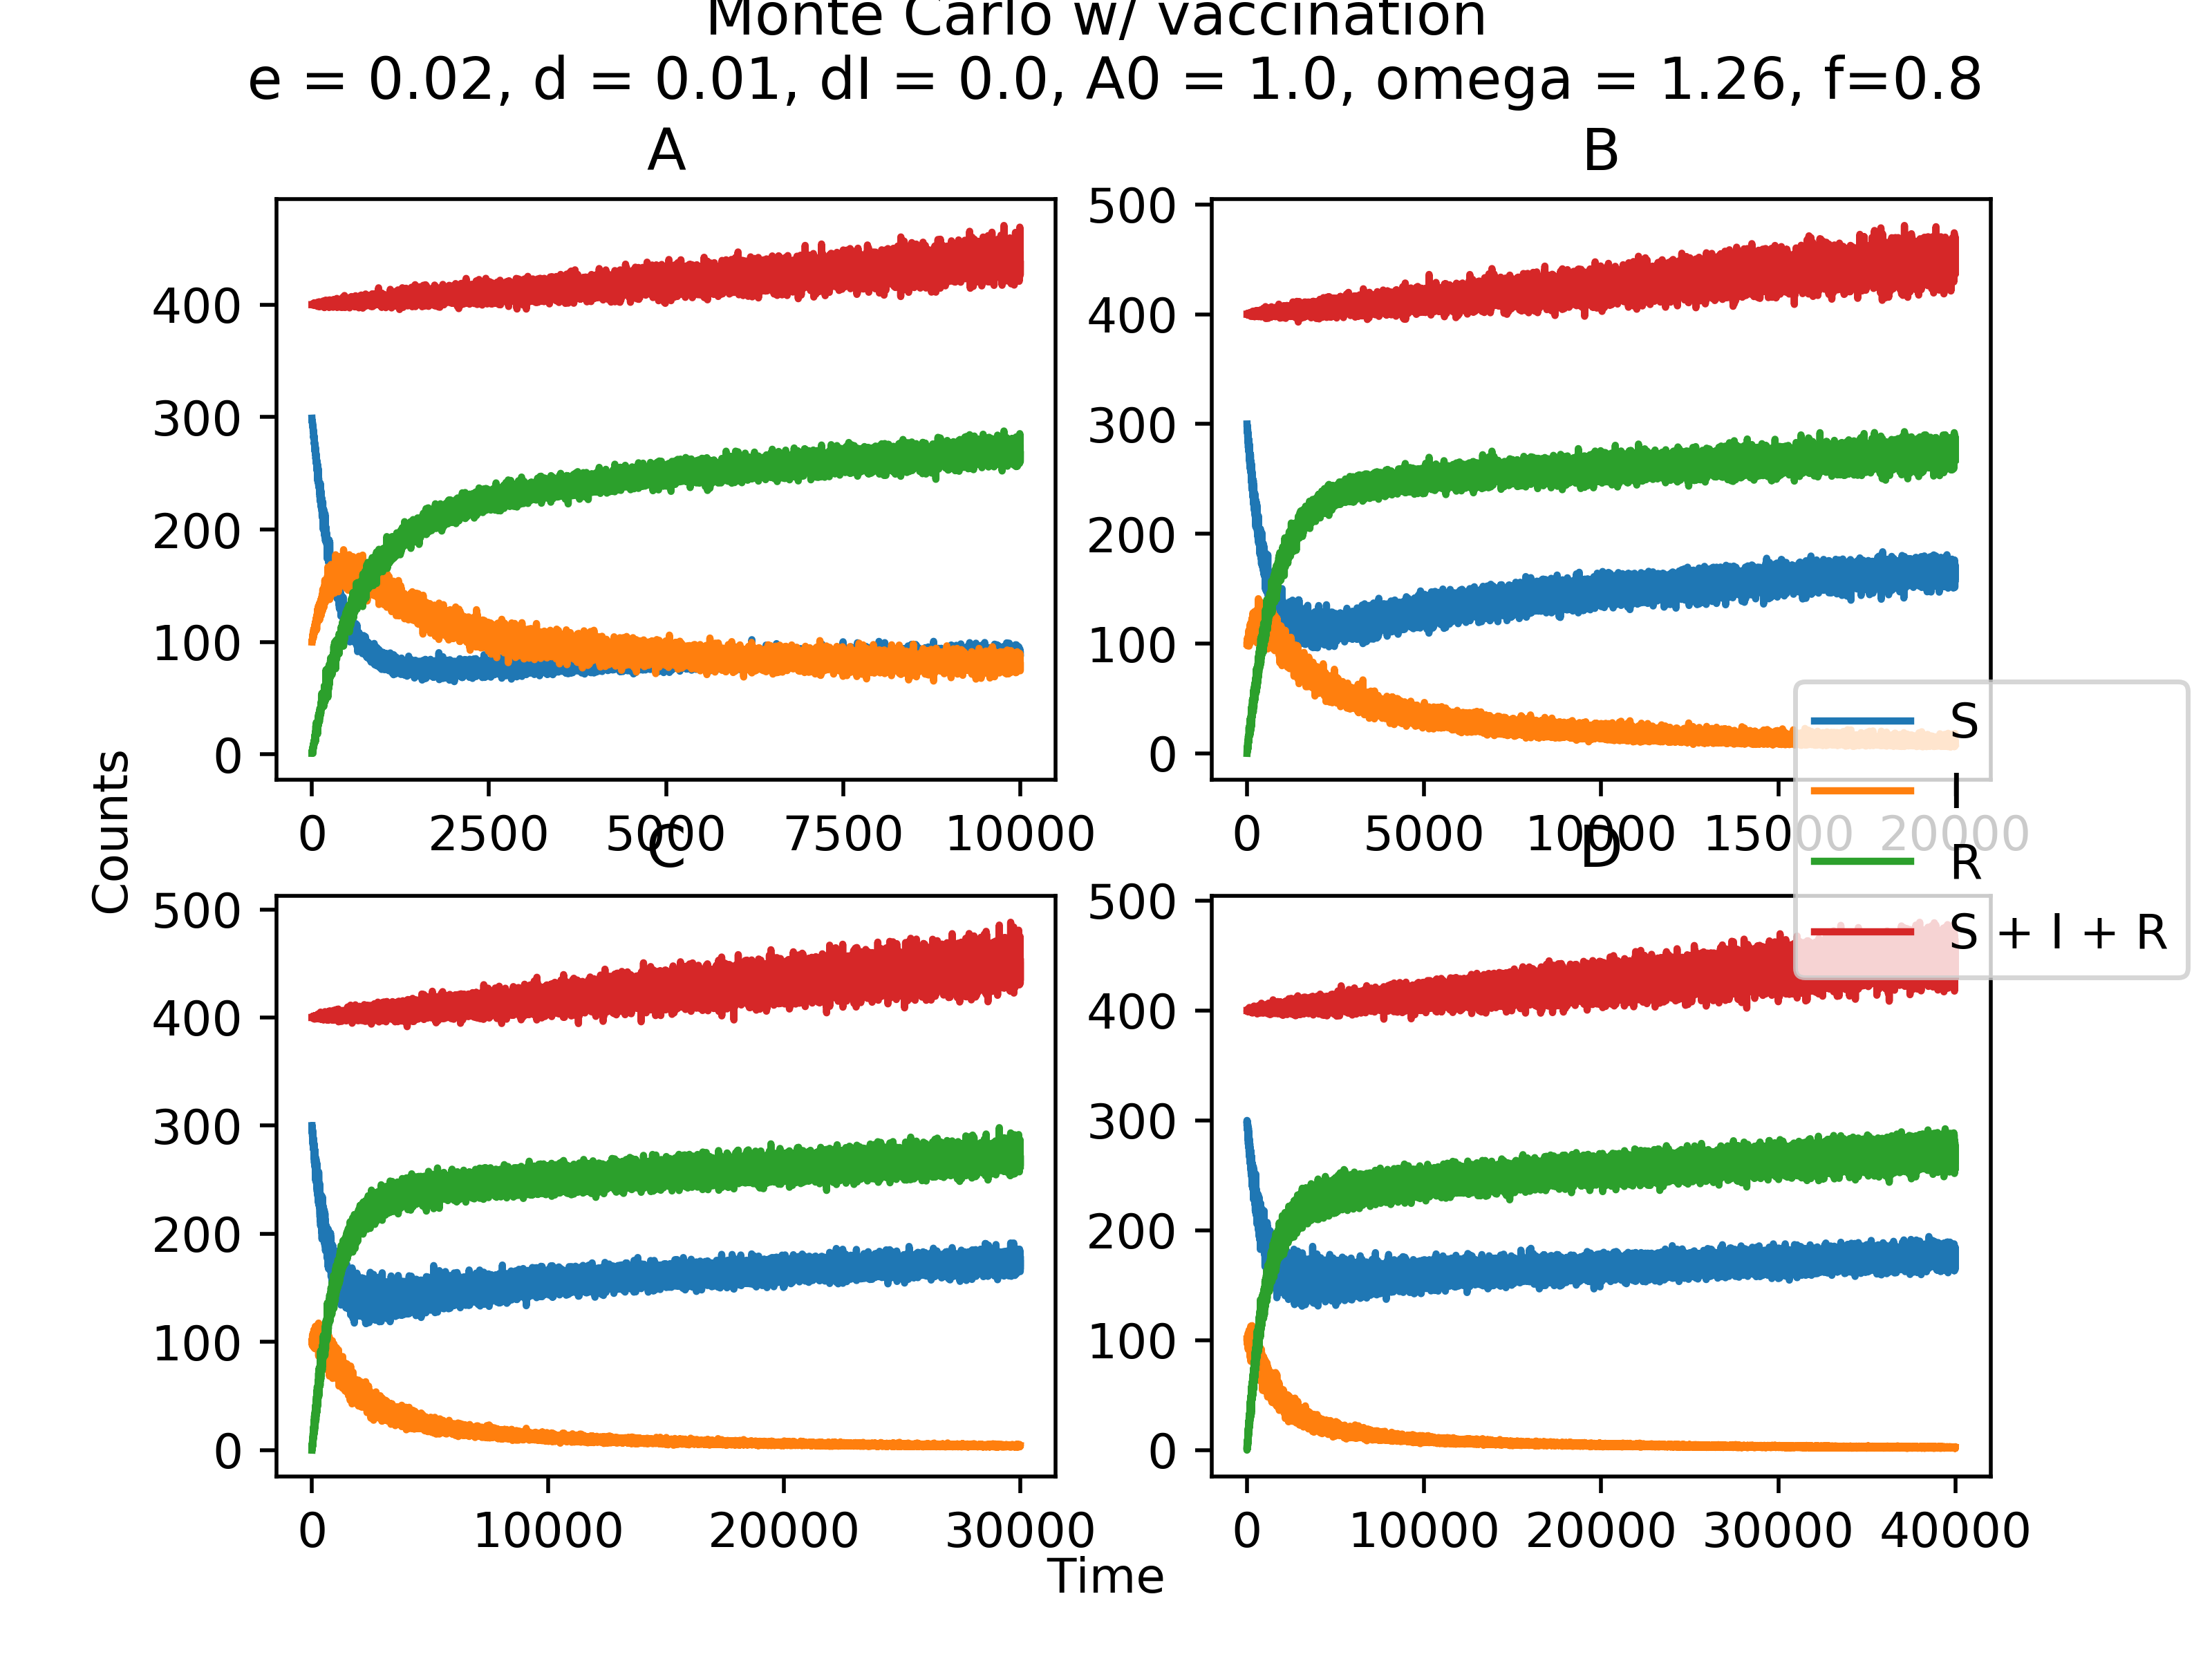 Monte Carlo w/ vaccination
e = 0.02, d = 0.01, dI = 0.0, A0 = 1.0, omega = 1.26, f=0.8
A
B
400
300
200
100
0
0 2500 5000 7500 10000
500
400
300
200
100
0
0 5000 10000 15000 20000
Counts
C
D
500
400
300
200
100
0
0 10000 20000 30000
500
400
300
200
100
0
0 10000 20000 30000 40000
S
I
R
S + I + R
Time